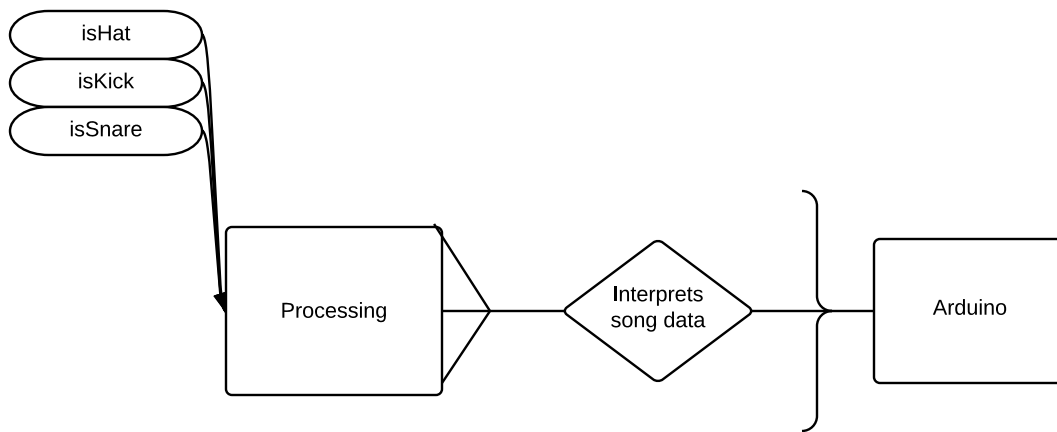 isHat
isKick
isSnare
Processing
Interprets
song data
Arduino